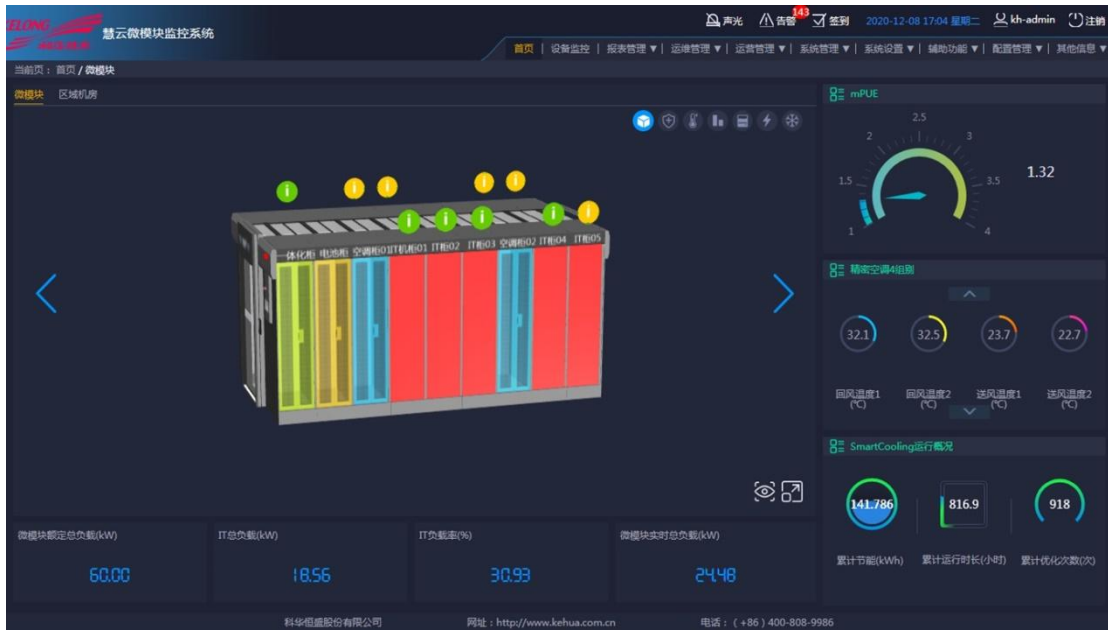 KELONG
慧云微模块监控系统
声光 告警 143 签到 2020-12-08 17:04 星期二 kh-admin 注销
首页 | 设备监控 | 报表管理 ▼ | 运维管理 ▼ | 运营管理 ▼ | 系统管理 ▼ | 系统设置 ▼ | 辅助功能 ▼ | 配置管理 ▼ | 其他信息 ▼
当前页： 首页 / 微模块
微模块 区域机房
一体化柜 电池柜 空调柜01 IT机柜01 IT柜02 IT柜03 空调柜02 IT柜04 IT柜05
mPUE
1 1.5 2 2.5 3 3.5 4
1.32
精密空调4组别
32.1 32.5 23.7 22.7
回风温度1(℃) 回风温度2(℃) 送风温度1(℃) 送风温度2(℃)
SmartCooling运行概况
141.786 816.9 918
累计节能(kWh) 累计运行时长(小时) 累计优化次数(次)
微模块额定总负载(kW) IT总负载(kW) IT负载率(%) 微模块实时总负载(kW)
60.00 18.56 30.93 24.48
科华恒盛股份有限公司 网址：http://www.kehua.com.cn 电话：（+86）400-808-9986